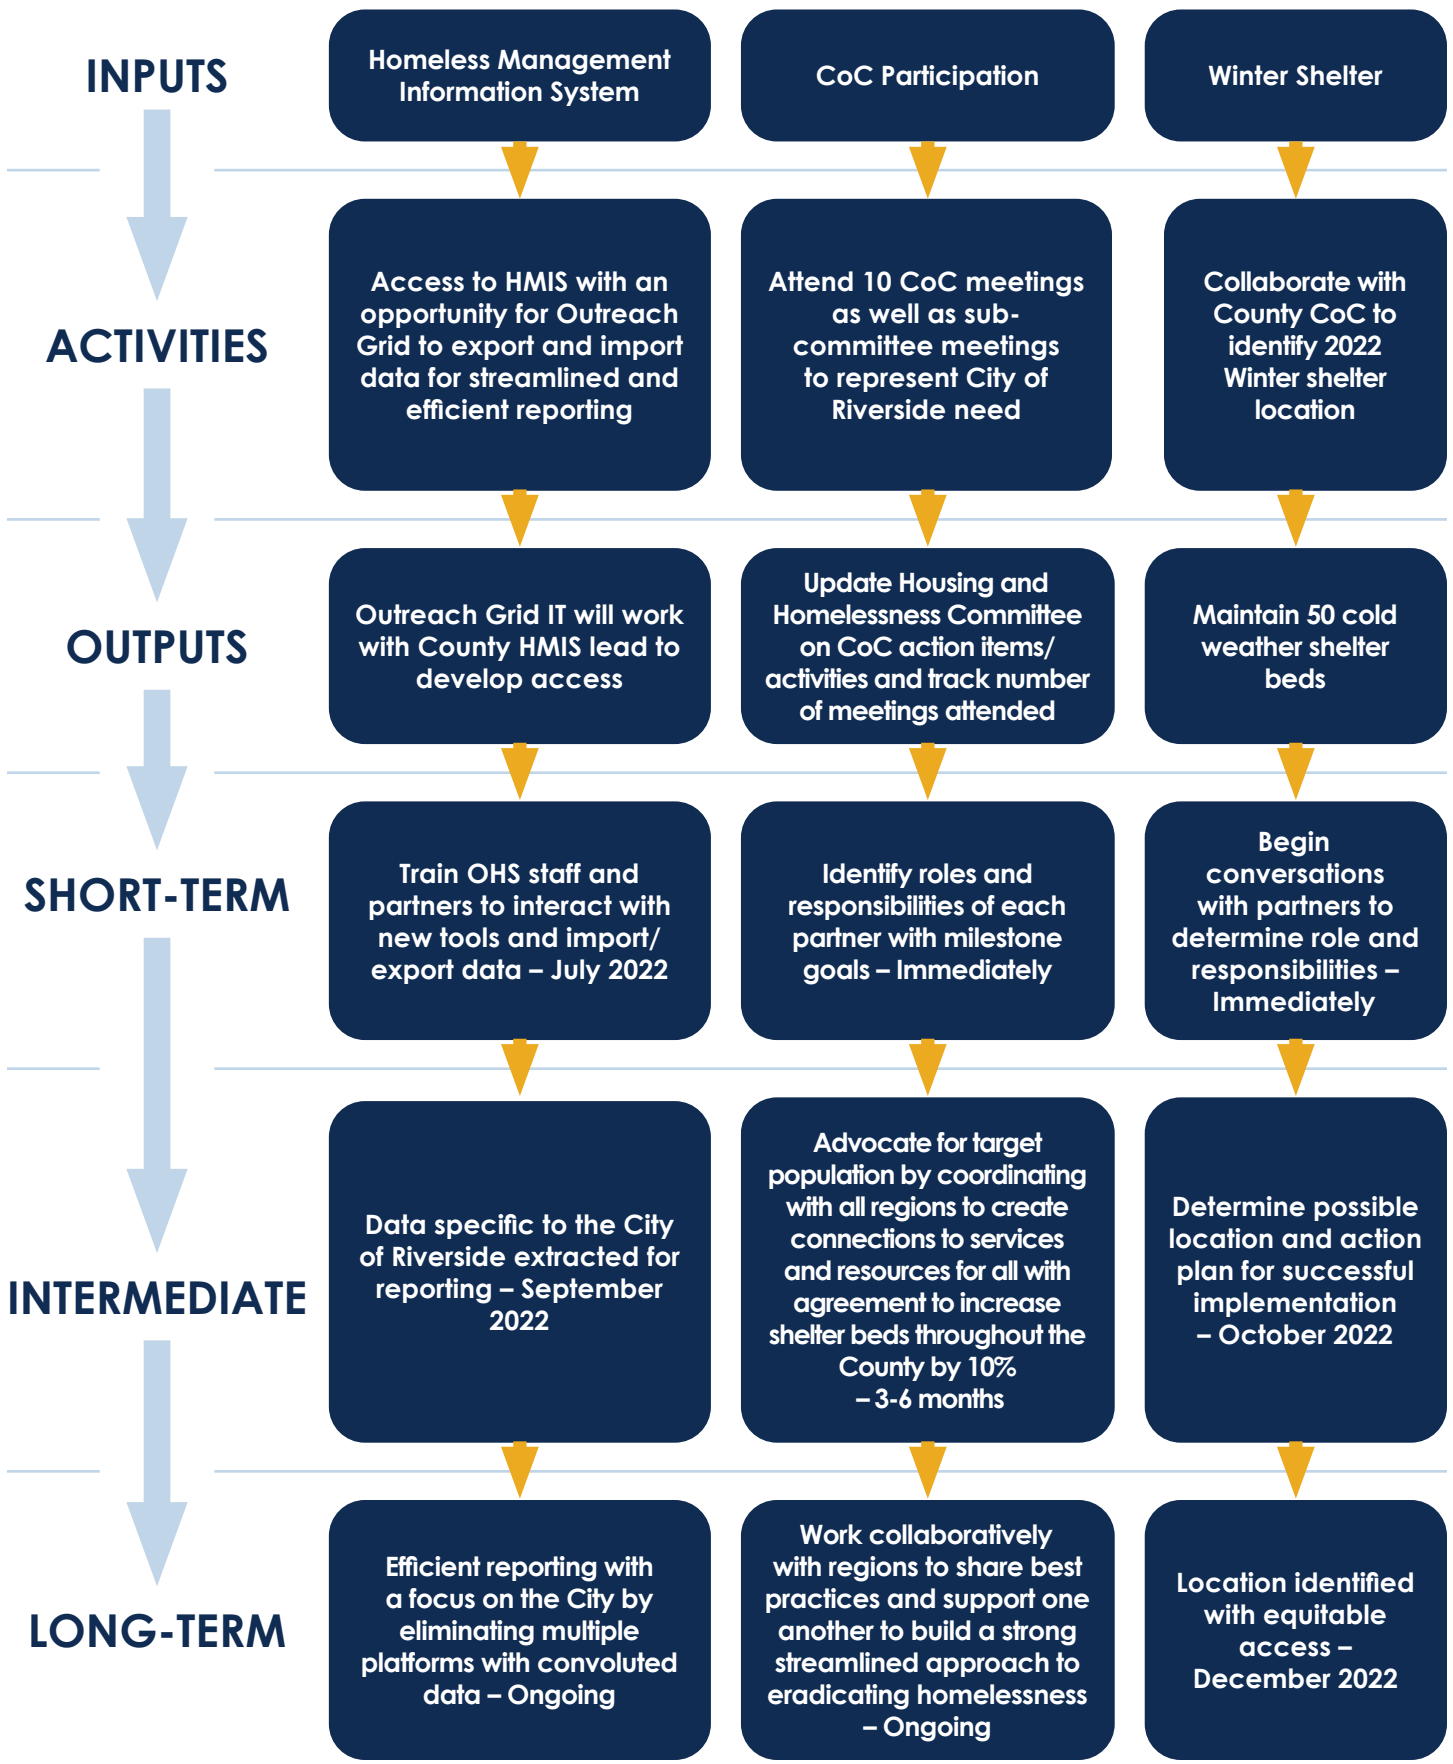 INPUTS
Homeless Management
Information System
CoC Participation
Winter Shelter
ACTIVITIES
Access to HMIS with an
opportunity for Outreach
Grid to export and import
data for streamlined and
efficient reporting
Attend 10 CoC meetings
as well as sub-
committee meetings
to represent City of
Riverside need
Collaborate with
County CoC to
identify 2022
Winter shelter
location
OUTPUTS
Outreach Grid IT will work
with County HMIS lead to
develop access
Update Housing and
Homelessness Committee
on CoC action items/
activities and track number
of meetings attended
Maintain 50 cold
weather shelter
beds
SHORT-TERM
Train OHS staff and
partners to interact with
new tools and import/
export data – July 2022
Identify roles and
responsibilities of each
partner with milestone
goals – Immediately
Begin
conversations
with partners to
determine role and
responsibilities –
Immediately
INTERMEDIATE
Data specific to the City
of Riverside extracted for
reporting – September
2022
Advocate for target
population by coordinating
with all regions to create
connections to services
and resources for all with
agreement to increase
shelter beds throughout the
County by 10%
– 3-6 months
Determine possible
location and action
plan for successful
implementation
– October 2022
LONG-TERM
Efficient reporting with
a focus on the City by
eliminating multiple
platforms with convoluted
data – Ongoing
Work collaboratively
with regions to share best
practices and support one
another to build a strong
streamlined approach to
eradicating homelessness
– Ongoing
Location identified
with equitable
access –
December 2022